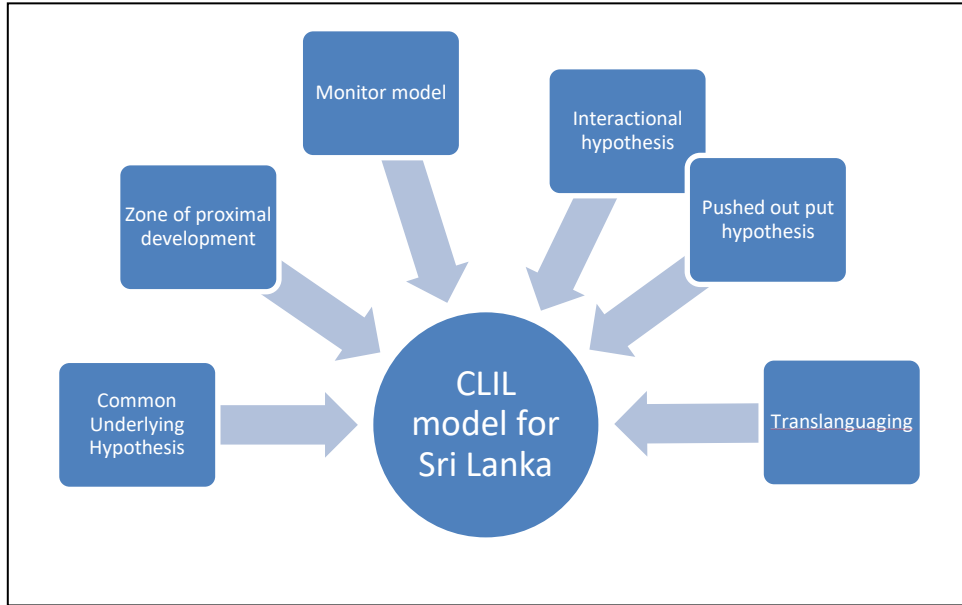 Monitor model
Interactional
hypothesis
Zone of proximal
development
Pushed out put
hypothesis
Common
Underlying
Hypothesis
CLIL
model for
Sri Lanka
Translanguaging